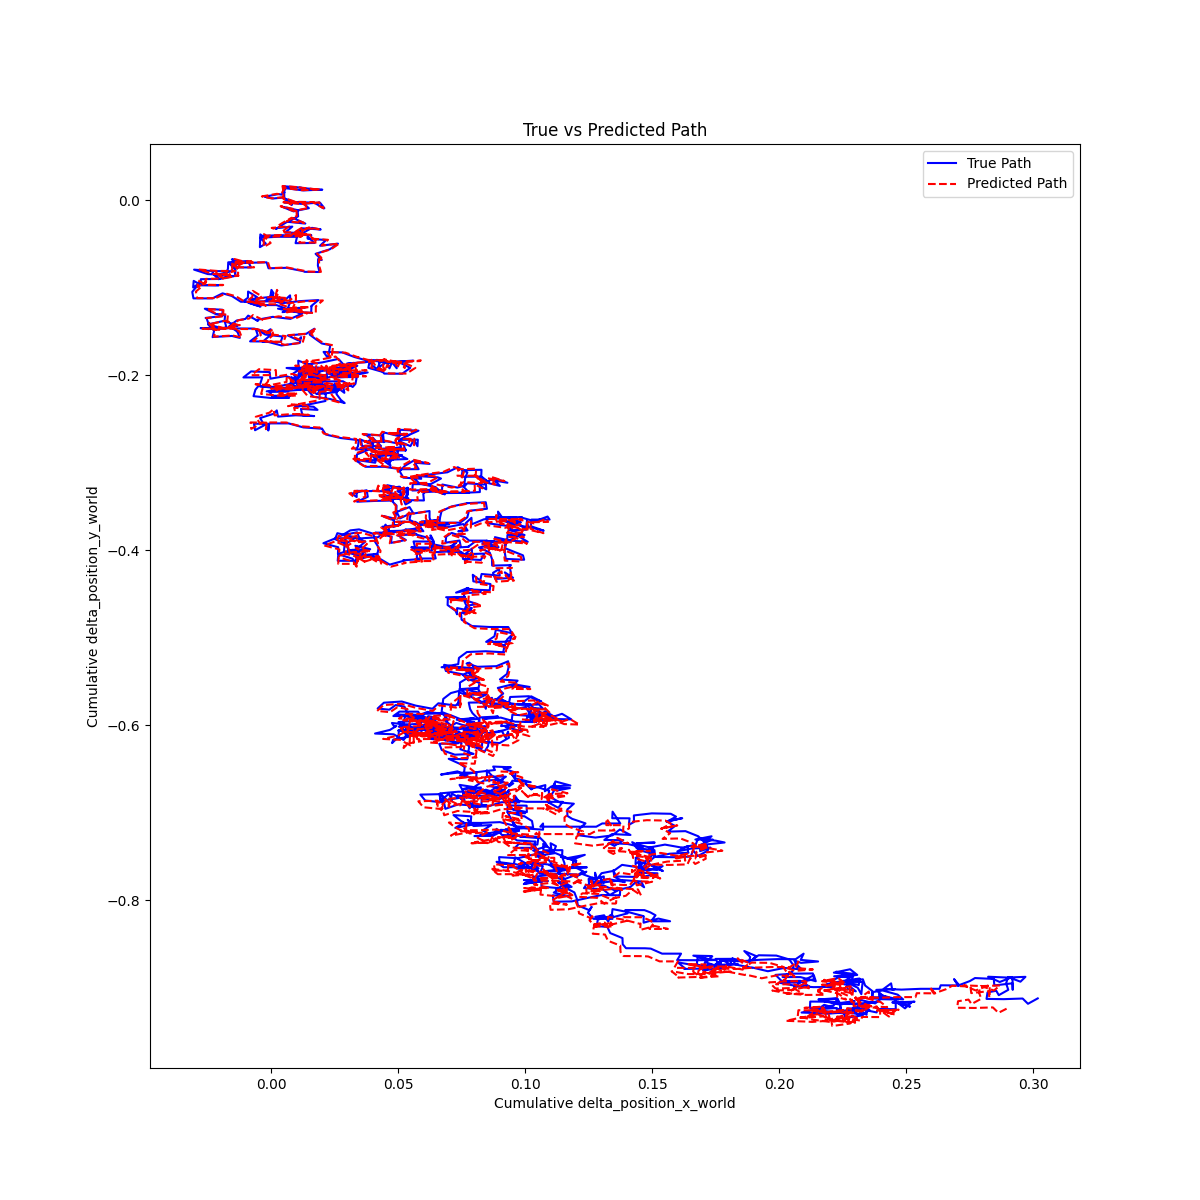 True vs Predicted Path
True Path
Predicted Path
0.0
−0.2
−0.4
−0.6
−0.8
Cumulative delta_position_y_world
0.00 0.05 0.10 0.15 0.20 0.25 0.30
Cumulative delta_position_x_world